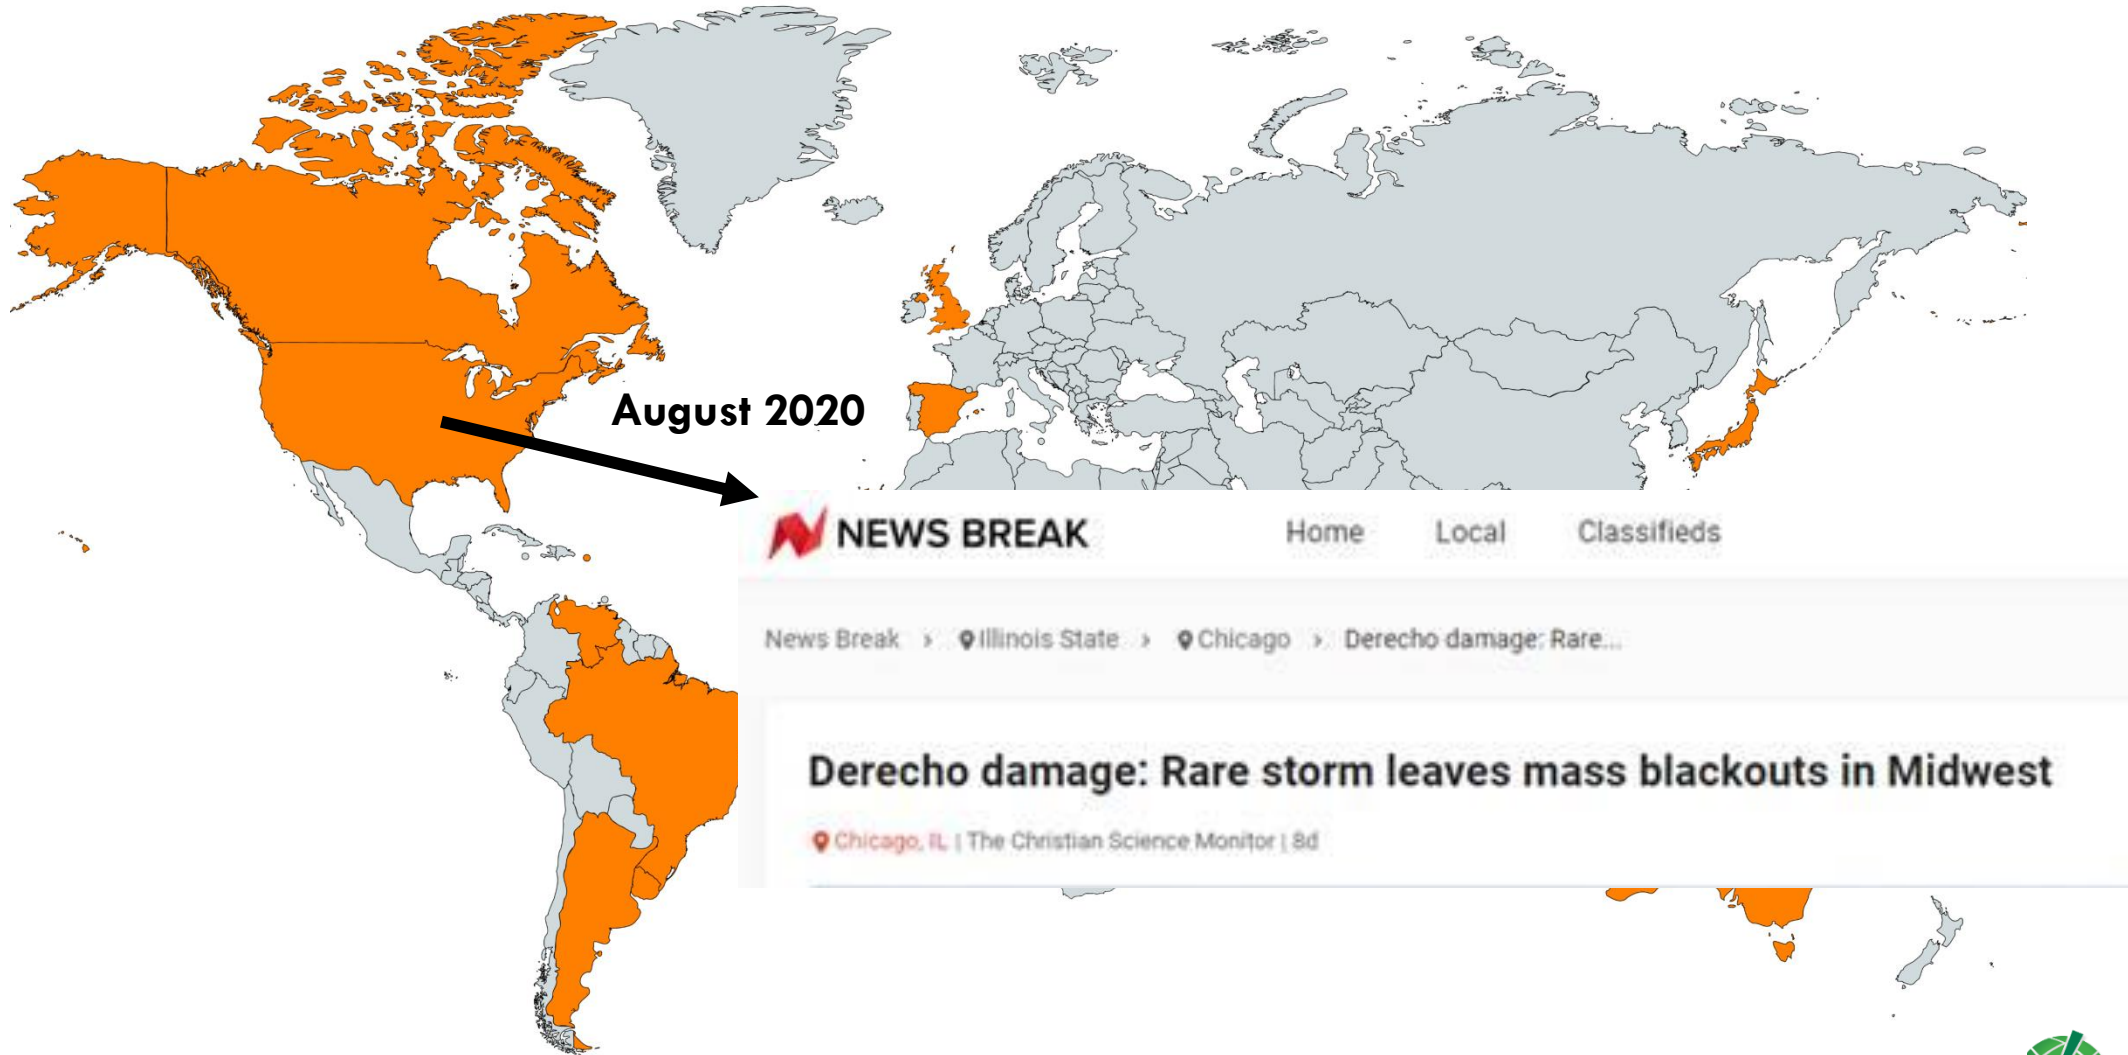 August 2020
NEWS BREAK Home Local Classifieds
News Break > Illinois State > Chicago > Derecho damage: Rare...
Derecho damage: Rare storm leaves mass blackouts in Midwest
Chicago, IL | The Christian Science Monitor | 8d